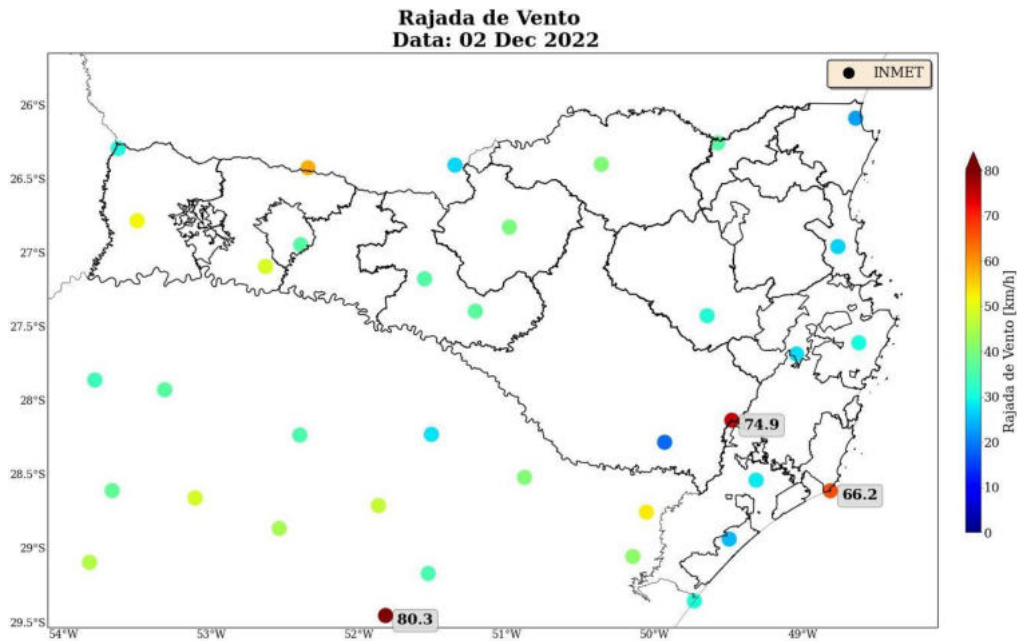 Rajada de Vento
Data: 02 Dec 2022
INMET
26°S
26.5°S
27°S
27.5°S
28°S
28.5°S
29°S
29.5°S
54°W
53°W
52°W
51°W
50°W
49°W
74.9
66.2
80.3
80
70
60
50
40
30
20
10
0
Rajada de Vento [km/h]